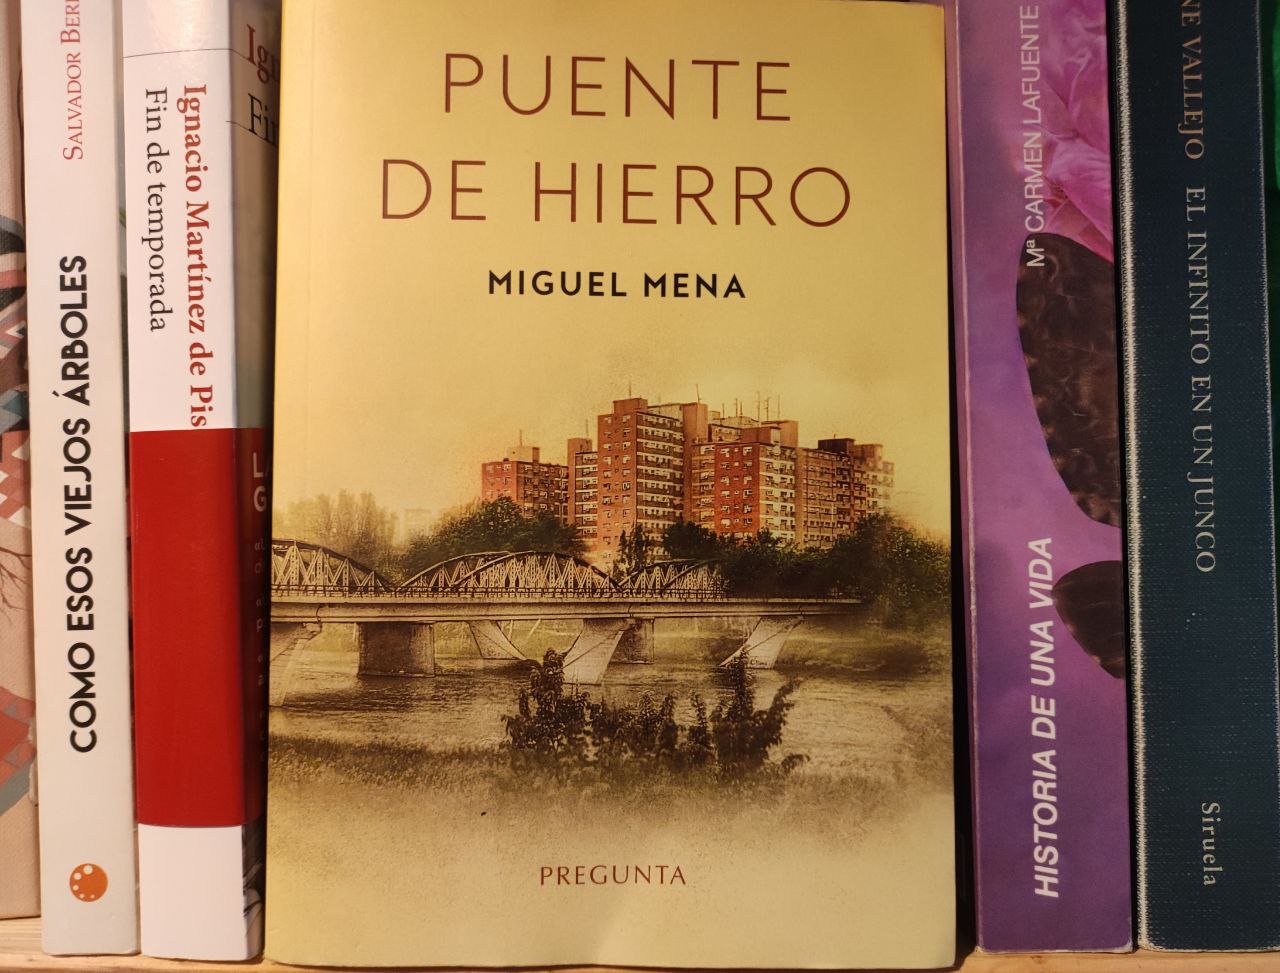 SALVADOR
COMO ESOS VIEJOS ÁRBOLES
Ignacio Martínez de Pis
Fin de temporada
PUENTE
DE HIERRO
MIGUEL MENA
PREGUNTA
Mª CARMEN LAFUENTE
HISTORIA DE UNA VIDA
VALLEJO EL INFINITO EN UN JUNCO
Siruela